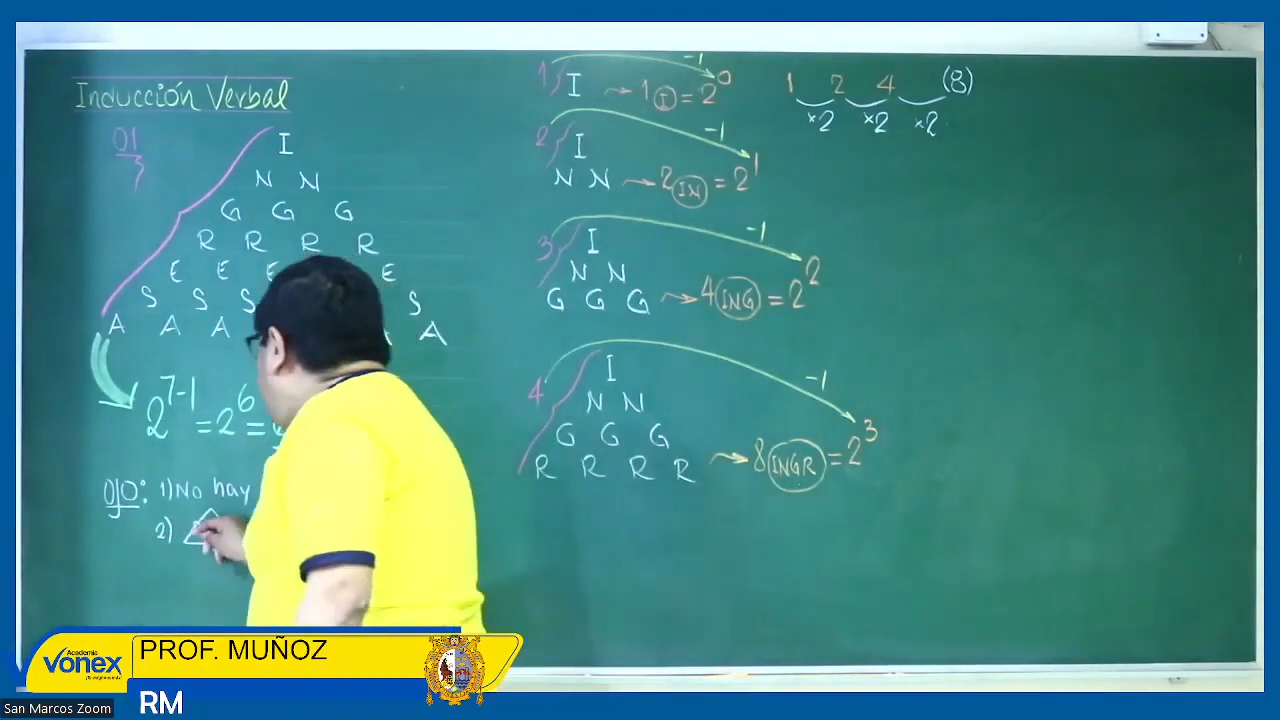 Inducción Verbal
01
I
N N
G G G
R R R R
E E E E
S S S S
A A A A A
2^(7-1) = 2^6 =
OJO: 1) No hay
2)
1 I → 1 (I) = 2^0
-1
2 I
N N → 2 (IN) = 2^1
-1
3 I
N N
G G G → 4 (ING) = 2^2
-1
4 I
N N
G G G
R R R R → 8 (INGR) = 2^3
-1
1 2 4 (8)
×2 ×2 ×2
Academia
vonex
PROF. MUÑOZ
RM
San Marcos Zoom